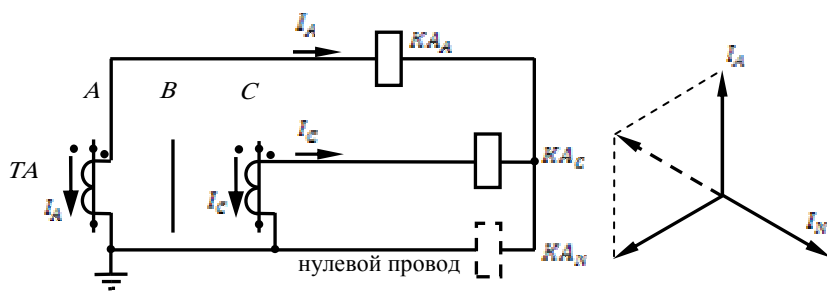 I_A
KA_A
I_A
A
B
C
I_C
TA
I_A
I_C
KA_C
I_N
нулевой провод
KA_N